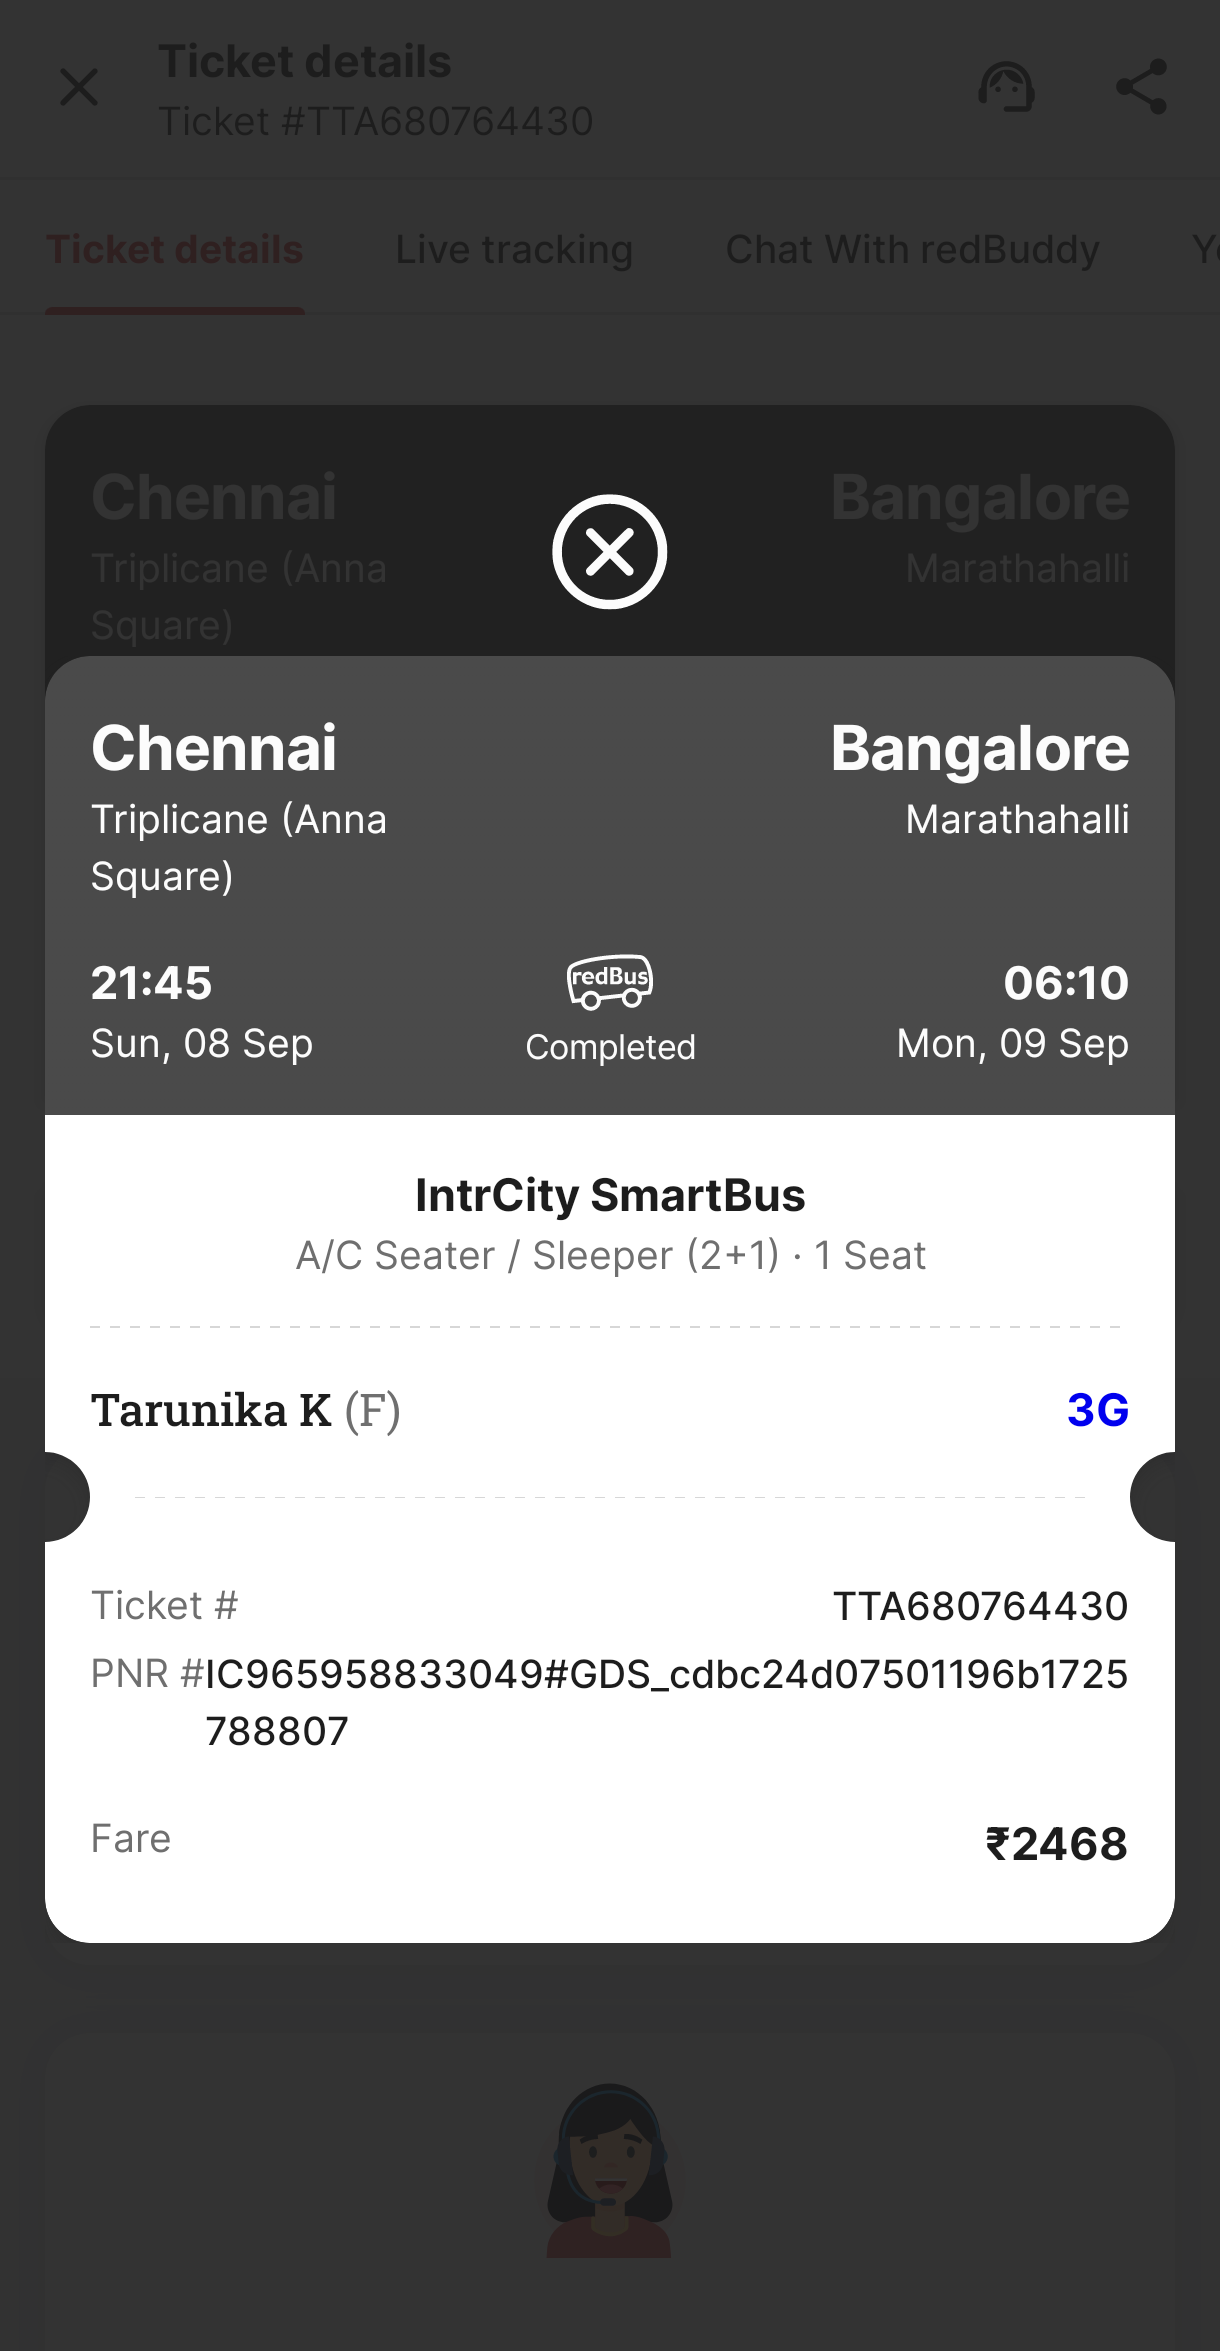 Ticket details
Ticket #TTA680764430
Ticket details
Live tracking
Chat With redBuddy
Chennai
Bangalore
Triplicane (Anna
Square)
Marathahalli
Chennai
Bangalore
Triplicane (Anna
Square)
Marathahalli
21:45
redBus
06:10
Sun, 08 Sep
Completed
Mon, 09 Sep
IntrCity SmartBus
A/C Seater / Sleeper (2+1) · 1 Seat
Tarunika K (F)
3G
Ticket #
TTA680764430
PNR #IC965958833049#GDS_cdbc24d07501196b1725
788807
Fare
₹2468